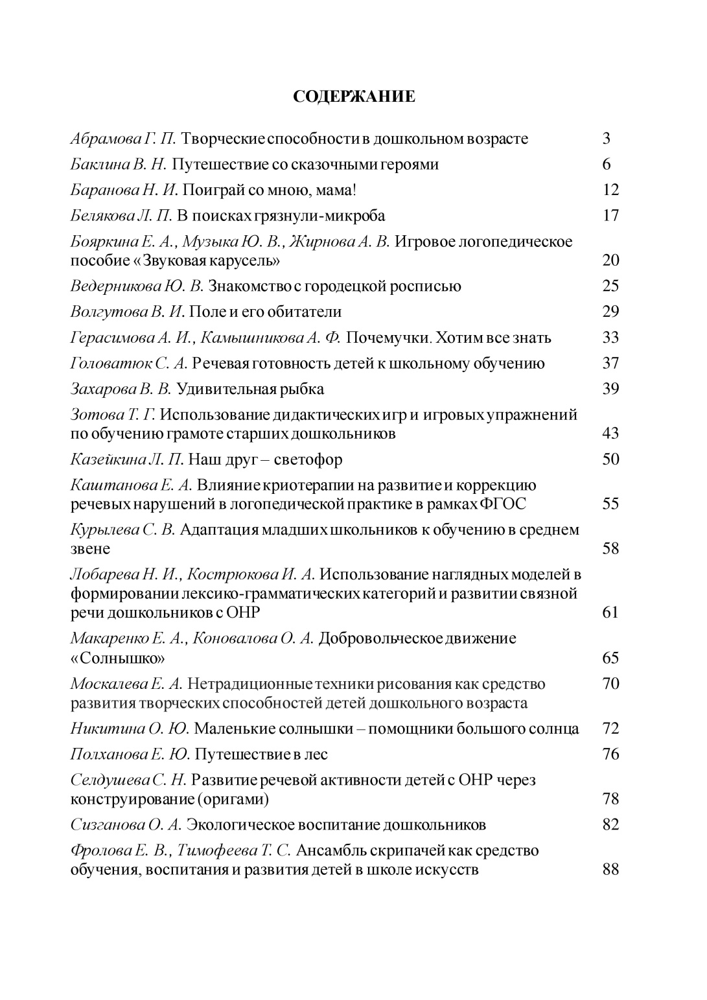 СОДЕРЖАНИЕ
Абрамова Г. П. Творческие способности в дошкольном возрасте 3
Баклина В. Н. Путешествие со сказочными героями 6
Баранова Н. И. Поиграй со мною, мама! 12
Белякова Л. П. В поисках грязнули-микроба 17
Бояркина Е. А., Музыка Ю. В., Жирнова А. В. Игровое логопедическое
пособие «Звуковая карусель» 20
Ведерникова Ю. В. Знакомство с городецкой росписью 25
Волгутова В. И. Поле и его обитатели 29
Герасимова А. И., Камышникова А. Ф. Почемучки. Хотим все знать 33
Головатюк С. А. Речевая готовность детей к школьному обучению 37
Захарова В. В. Удивительная рыбка 39
Зотова Т. Г. Использование дидактических игр и игровых упражнений
по обучению грамоте старших дошкольников 43
Казейкина Л. П. Наш друг – светофор 50
Каштанова Е. А. Влияние криотерапии на развитие и коррекцию
речевых нарушений в логопедической практике в рамках ФГОС 55
Курылева С. В. Адаптация младших школьников к обучению в среднем
звене 58
Лобарева Н. И., Кострюкова И. А. Использование наглядных моделей в
формировании лексико-грамматических категорий и развитии связной
речи дошкольников с ОНР 61
Макаренко Е. А., Коновалова О. А. Добровольческое движение
«Солнышко» 65
Москалева Е. А. Нетрадиционные техники рисования как средство 70
развития творческих способностей детей дошкольного возраста
Никитина О. Ю. Маленькие солнышки – помощники большого солнца 72
Полханова Е. Ю. Путешествие в лес 76
Селдушева С. Н. Развитие речевой активности детей с ОНР через
конструирование (оригами) 78
Сизганова О. А. Экологическое воспитание дошкольников 82
Фролова Е. В., Тимофеева Т. С. Ансамбль скрипачей как средство
обучения, воспитания и развития детей в школе искусств 88